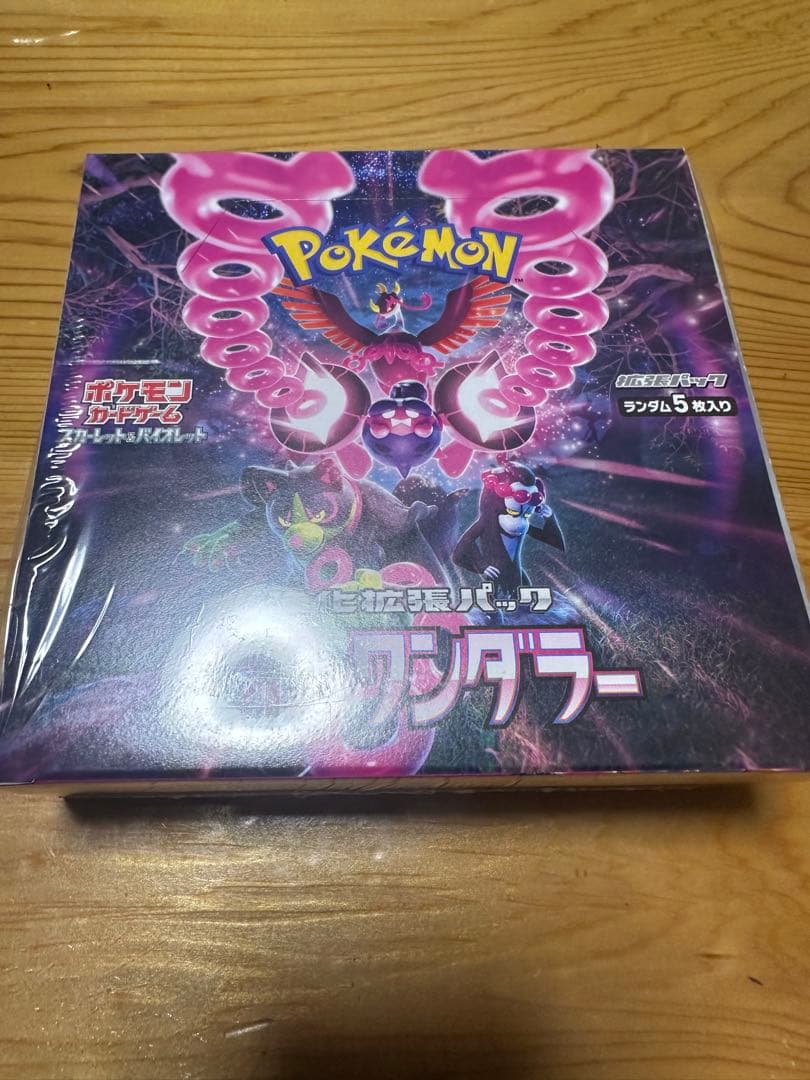 POKÉMON
TM
ポケモン
カードゲーム
スカーレット&バイオレット
拡張パック
ランダム5枚入り
化拡張パック
ワンダラー